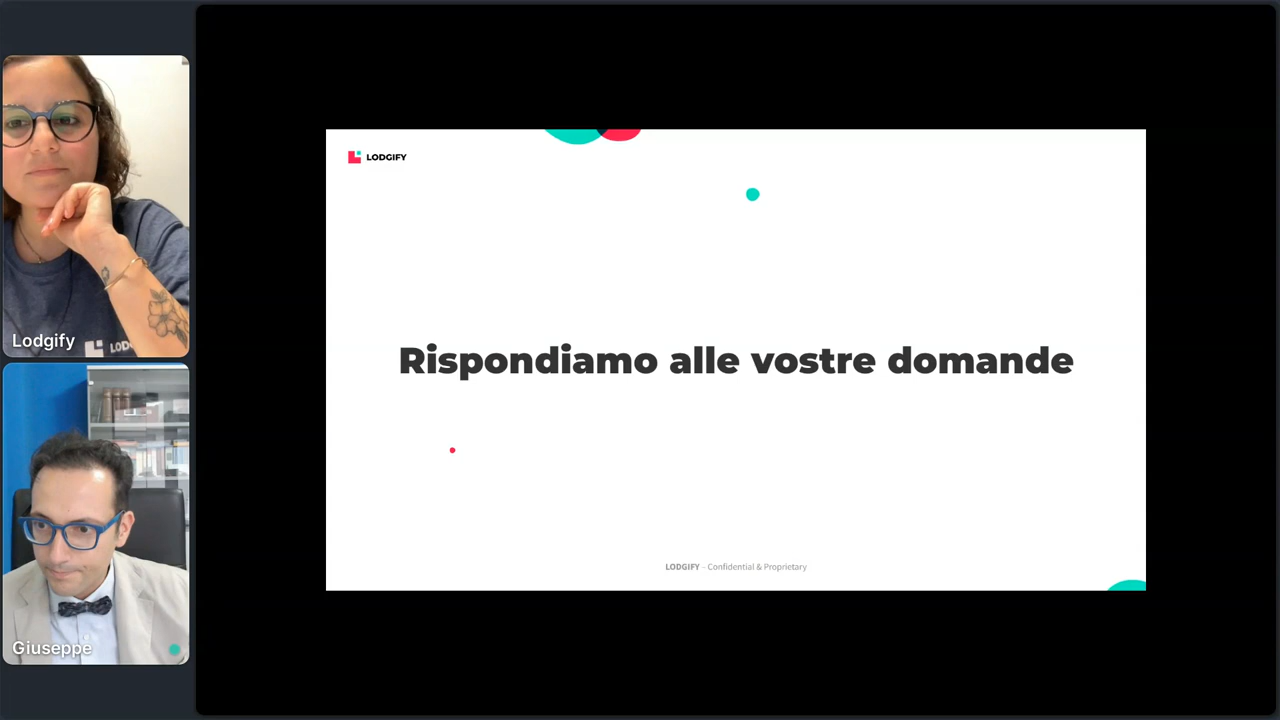 Lodgify
Giuseppe
LODGIFY
Rispondiamo alle vostre domande
LODGIFY - Confidential & Proprietary